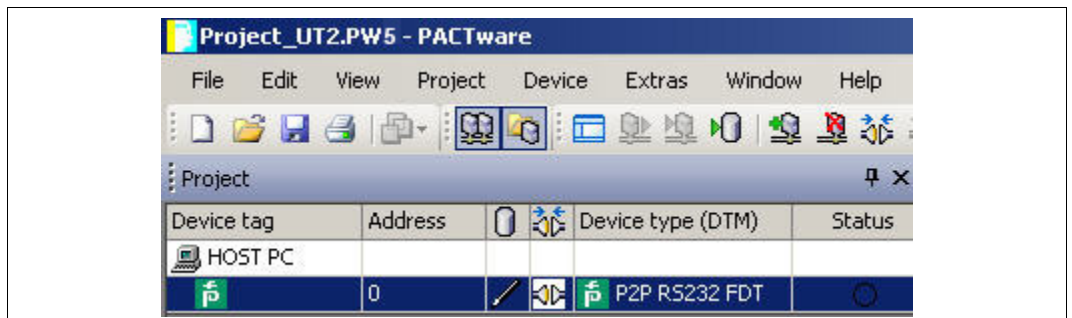 Project_UT2.PW5 - PACTware
File Edit View Project Device Extras Window Help
Project
Device tag Address Device type (DTM) Status
HOST PC
0 P2P RS232 FDT